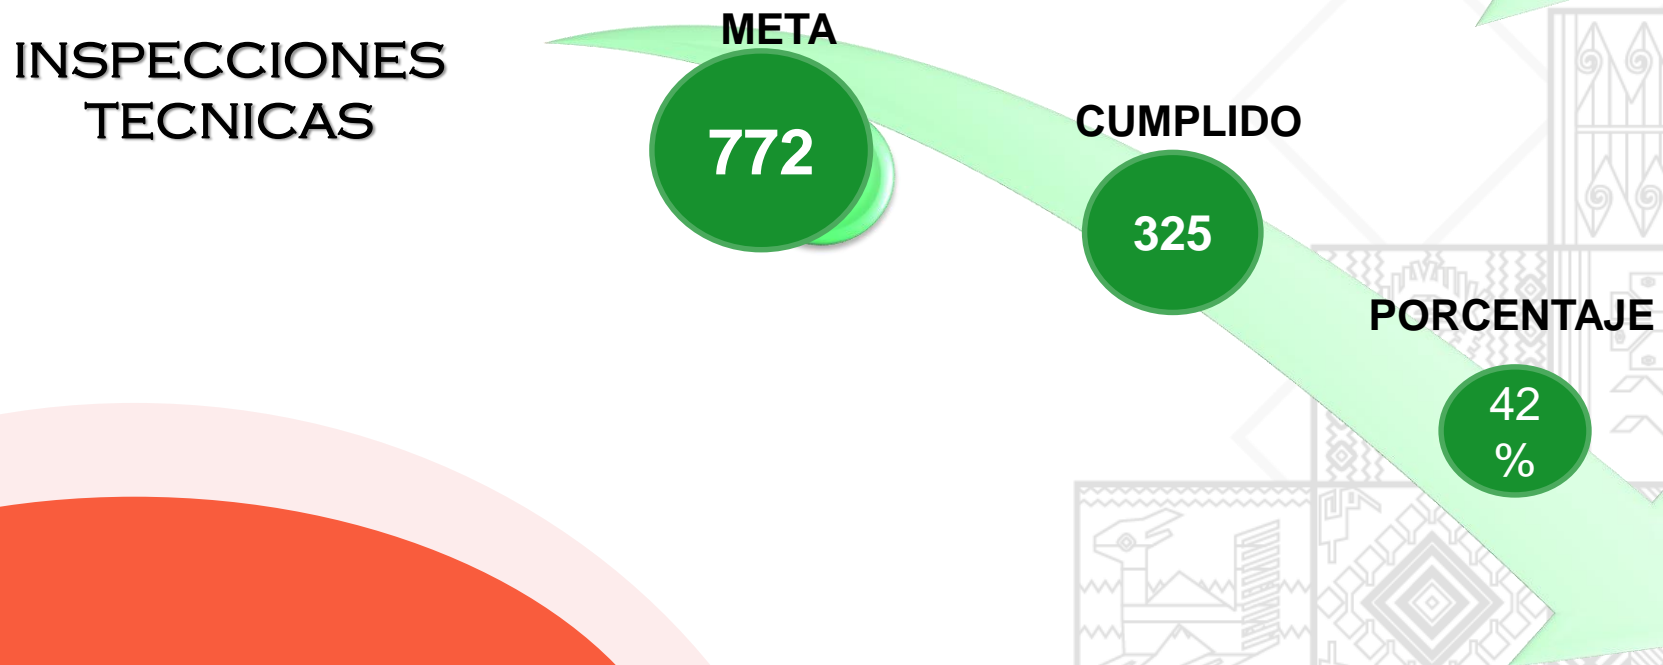 INSPECCIONES
TECNICAS
META
772
CUMPLIDO
325
PORCENTAJE
42
%